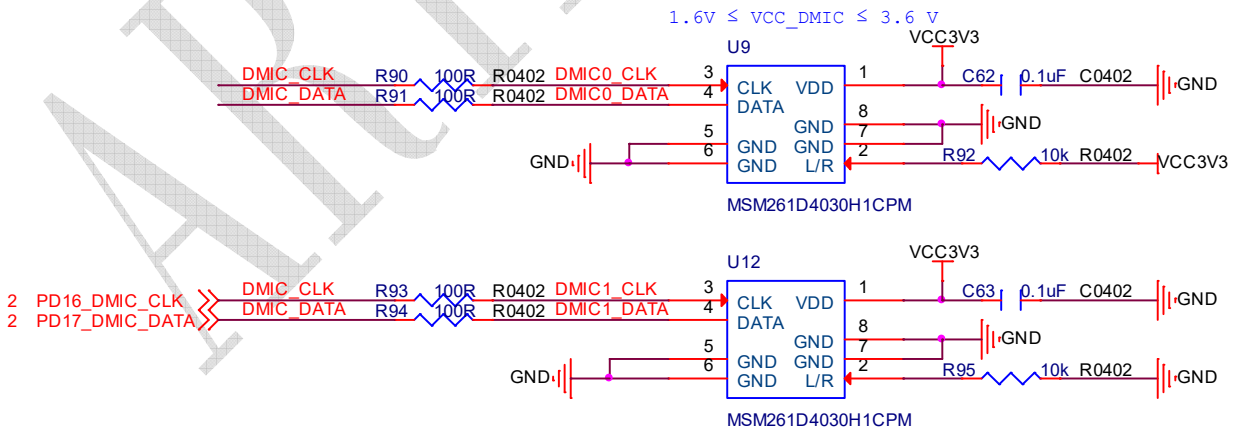 1.6V ≤ VCC_DMIC ≤ 3.6 V
U9 VCC3V3
DMIC_CLK R90 100R R0402 DMIC0_CLK 3 CLK VDD 1 C62 0.1uF C0402 GND
DMIC_DATA R91 100R R0402 DMIC0_DATA 4 DATA
GND 8 GND
5 GND GND 7
GND 6 GND L/R 2 R92 10k R0402 VCC3V3
MSM261D4030H1CPM
U12 VCC3V3
2 PD16_DMIC_CLK DMIC_CLK R93 100R R0402 DMIC1_CLK 3 CLK VDD 1 C63 0.1uF C0402 GND
2 PD17_DMIC_DATA DMIC_DATA R94 100R R0402 DMIC1_DATA 4 DATA
GND 8 GND
5 GND GND 7
GND 6 GND L/R 2 R95 10k R0402 GND
MSM261D4030H1CPM